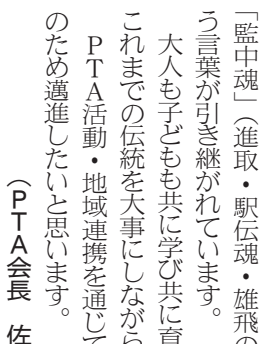 「監中魂」（進取・駅伝魂・雄飛の
う言葉が引き継がれています。
大人も子どもも共に学び共に育
これまでの伝統を大事にしながら
ＰＴＡ活動・地域連携を通じて
のため邁進したいと思います。
（ＰＴＡ会長　佐